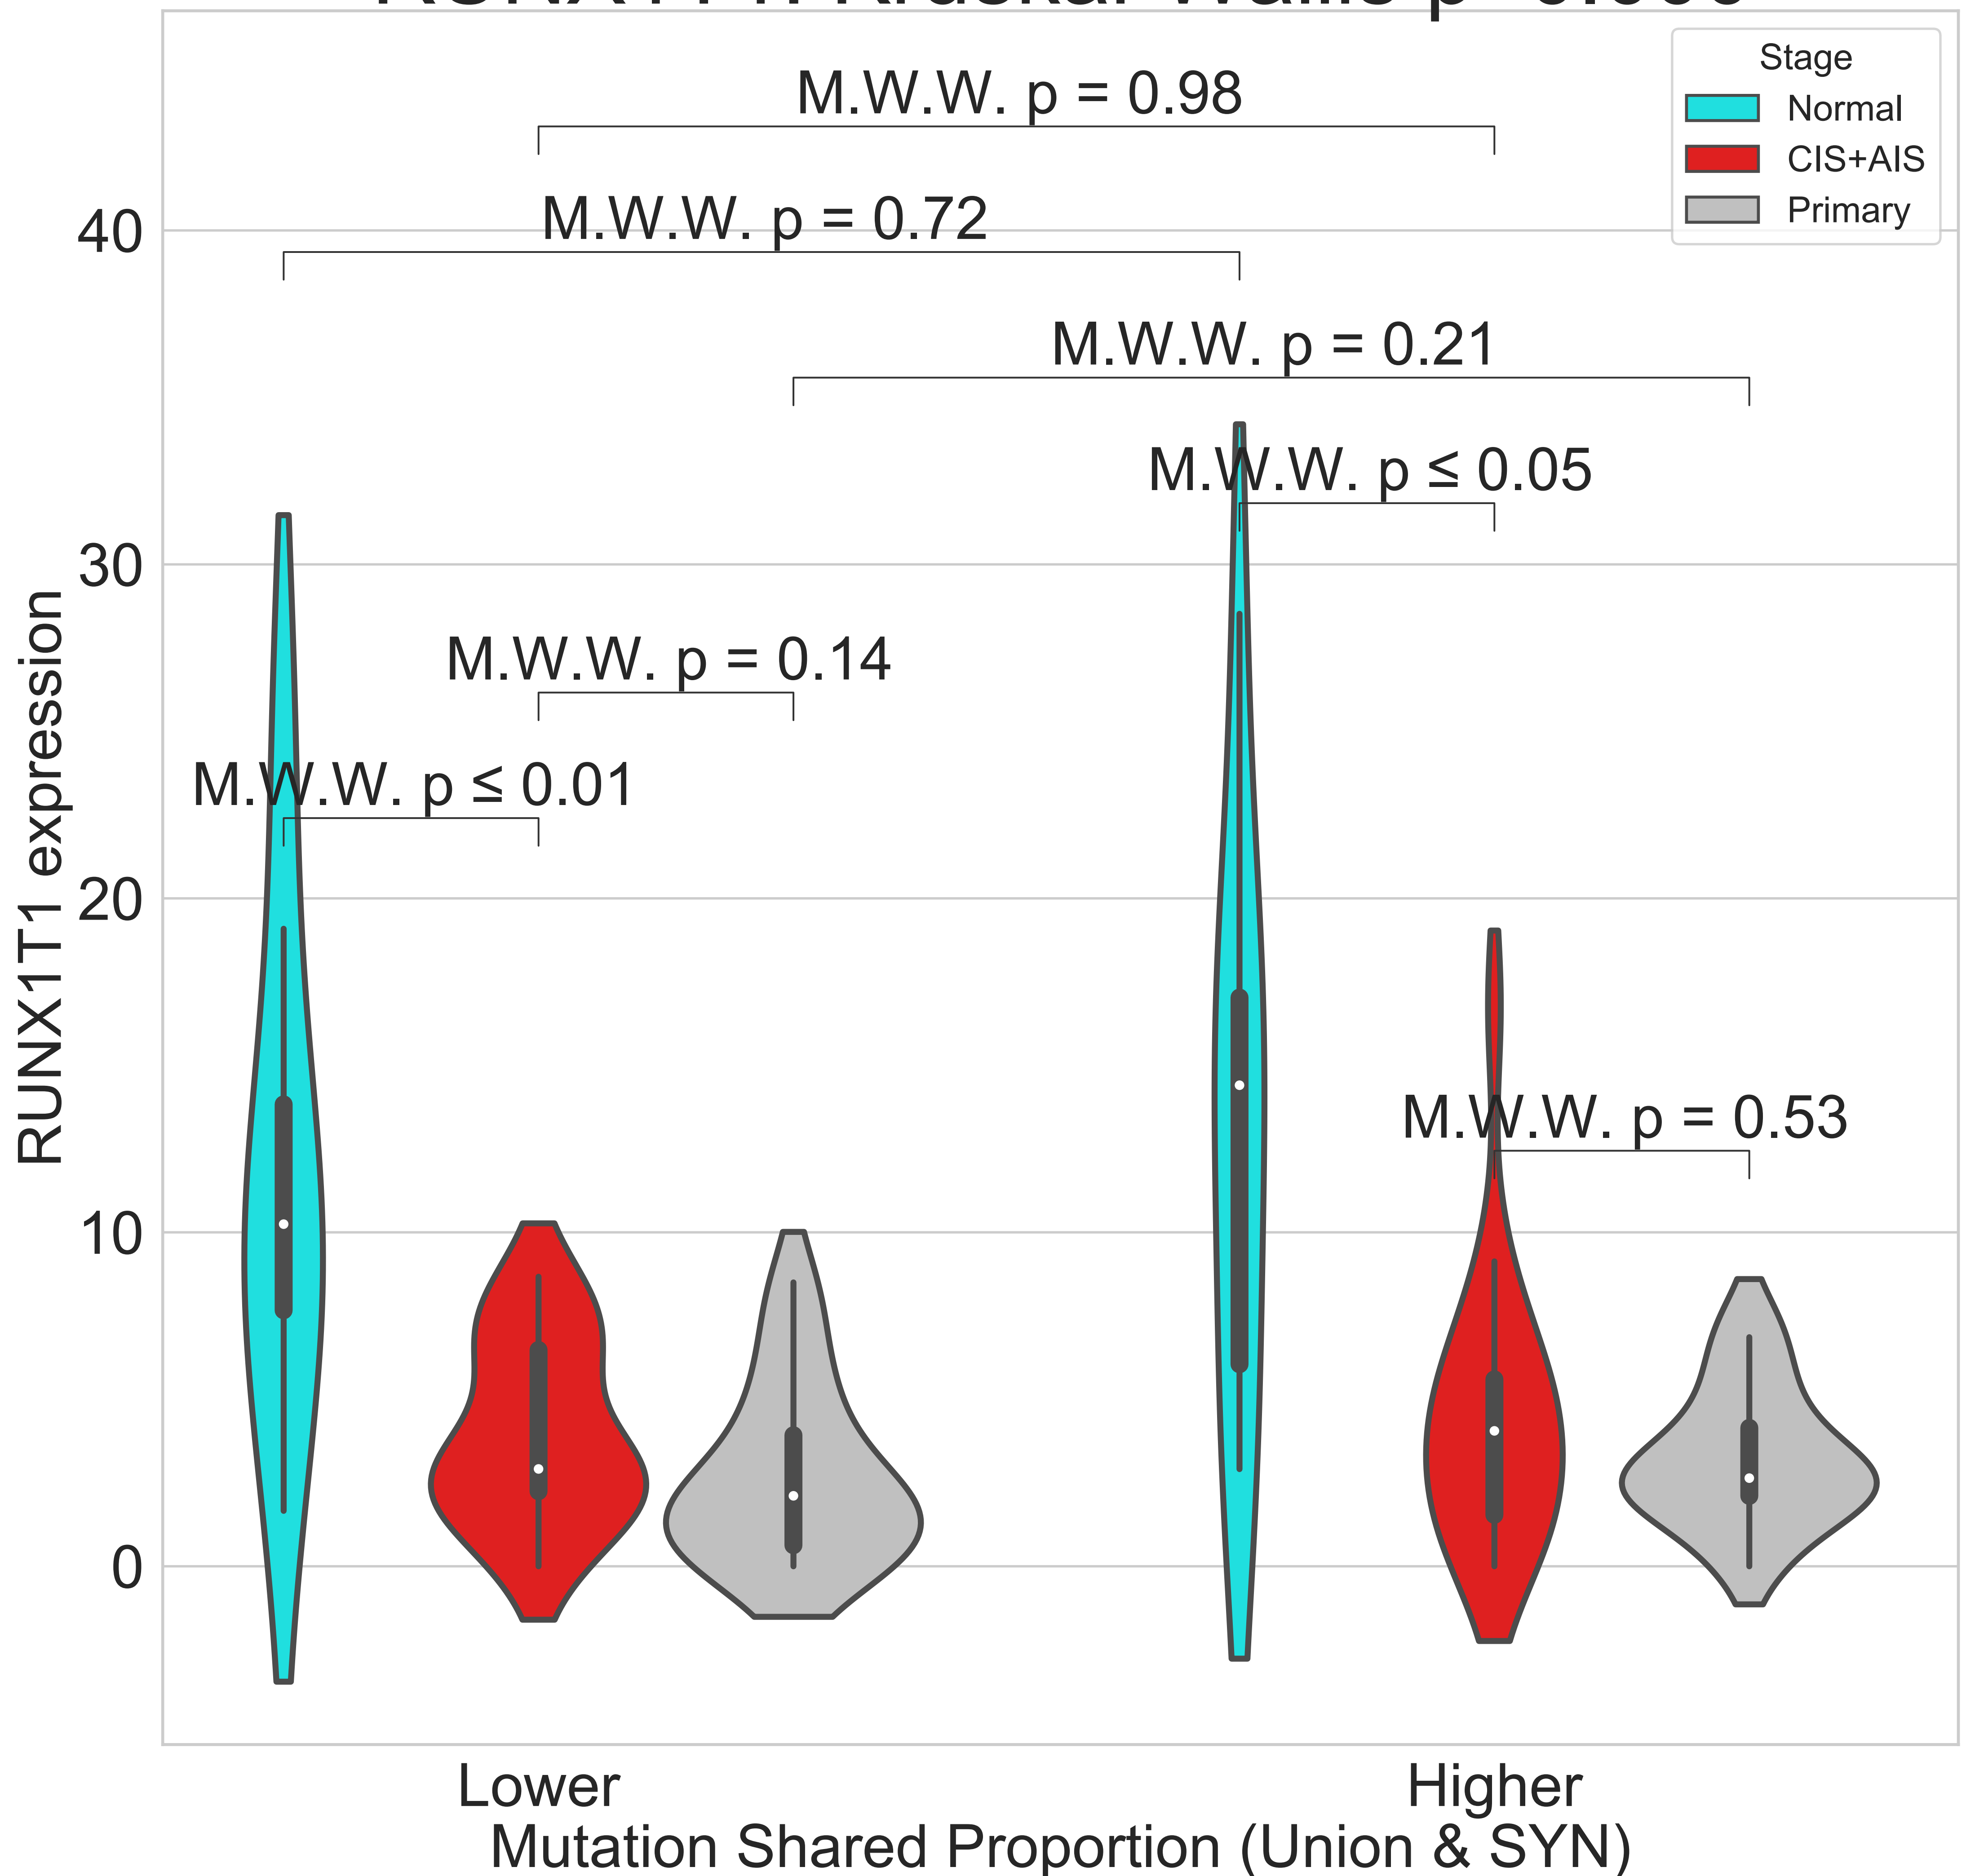 Stage
Normal
CIS+AIS
Primary
M.W.W. p = 0.98
M.W.W. p = 0.72
M.W.W. p = 0.21
M.W.W. p ≤ 0.05
M.W.W. p = 0.14
M.W.W. p ≤ 0.01
M.W.W. p = 0.53
40
30
20
10
0
RUNX1T1 expression
Lower
Higher
Mutation Shared Proportion (Union & SYN)